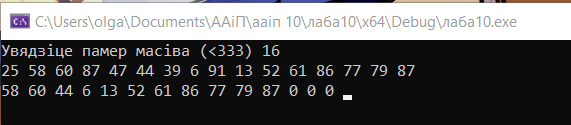 C:\Users\olga\Documents\ААіП\ааіп 10\лаба10\x64\Debug\лаба10.exe
Увядзіце памер масіва (<333) 16
25 58 60 87 47 44 39 6 91 13 52 61 86 77 79 87
58 60 44 6 13 52 61 86 77 79 87 0 0 0